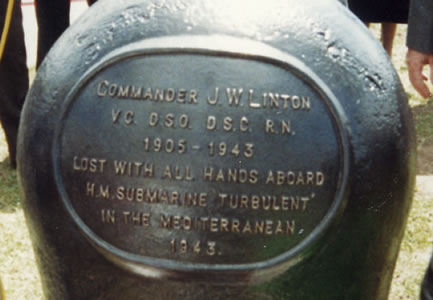 COMMANDER J. W. LINTON
V.C. D.S.O. D.S.C. R.N.
1905 - 1943
LOST WITH ALL HANDS ABOARD
H.M. SUBMARINE 'TURBULENT'
IN THE MEDITERRANEAN
1943.